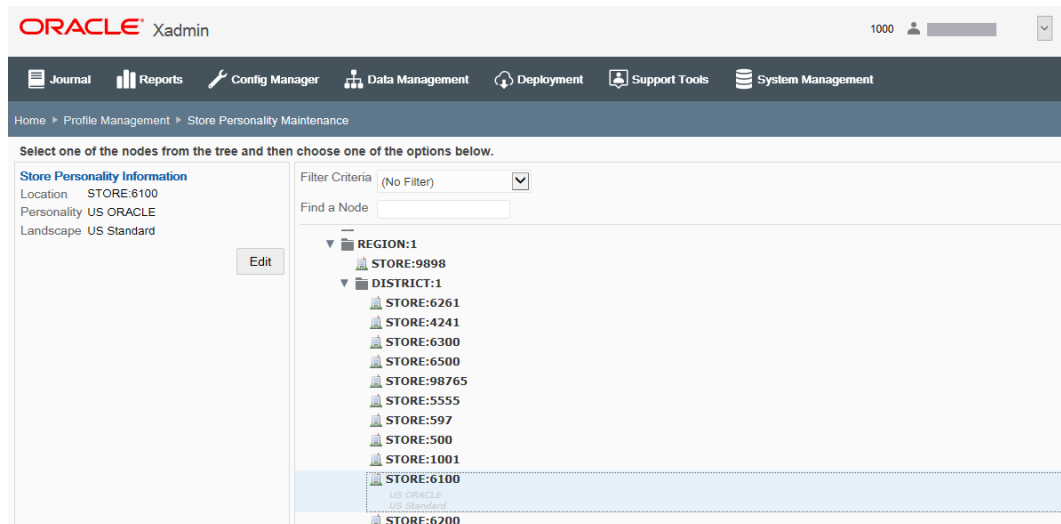 ORACLE Xadmin
1000
Journal Reports Config Manager Data Management Deployment Support Tools System Management
Home Profile Management Store Personality Maintenance
Select one of the nodes from the tree and then choose one of the options below.
Store Personality Information
Location STORE:6100
Personality US ORACLE
Landscape US Standard
Edit
Filter Criteria (No Filter)
Find a Node
REGION:1
STORE:9898
DISTRICT:1
STORE:6261
STORE:4241
STORE:6300
STORE:6500
STORE:98765
STORE:5555
STORE:597
STORE:500
STORE:1001
STORE:6100
US ORACLE
US Standard
STORE:6200